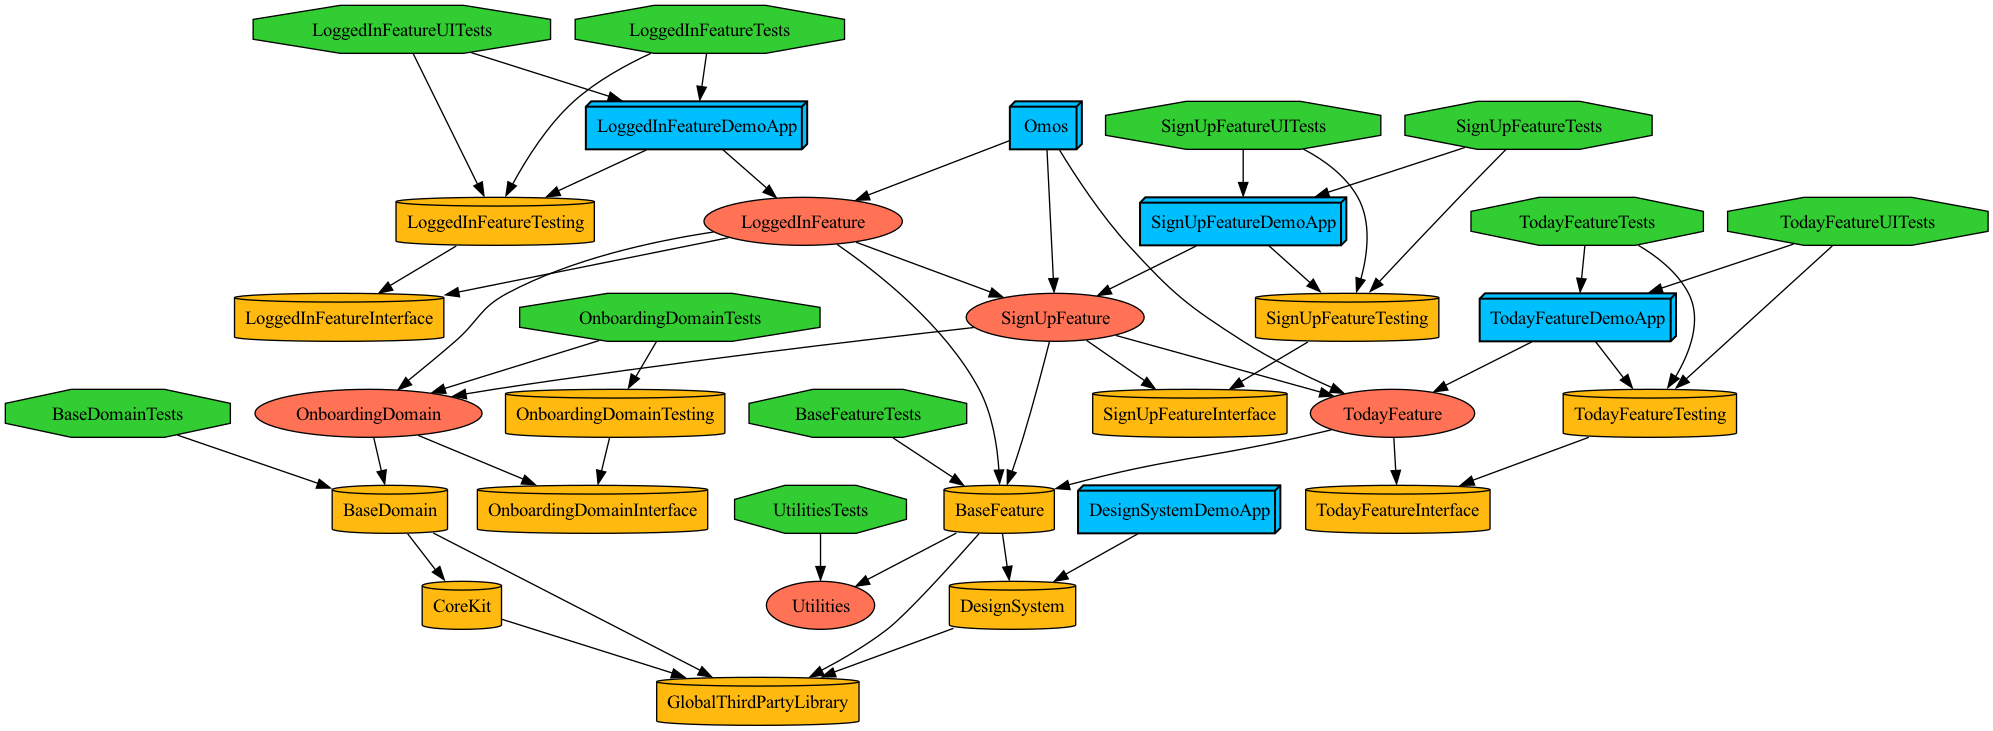 LoggedInFeatureUITests
LoggedInFeatureTests
LoggedInFeatureDemoApp
Omos
SignUpFeatureUITests
SignUpFeatureTests
LoggedInFeatureTesting
LoggedInFeature
SignUpFeatureDemoApp
TodayFeatureTests
TodayFeatureUITests
LoggedInFeatureInterface
OnboardingDomainTests
SignUpFeature
SignUpFeatureTesting
TodayFeatureDemoApp
BaseDomainTests
OnboardingDomain
OnboardingDomainTesting
BaseFeatureTests
SignUpFeatureInterface
TodayFeature
TodayFeatureTesting
BaseDomain
OnboardingDomainInterface
UtilitiesTests
BaseFeature
DesignSystemDemoApp
TodayFeatureInterface
CoreKit
Utilities
DesignSystem
GlobalThirdPartyLibrary